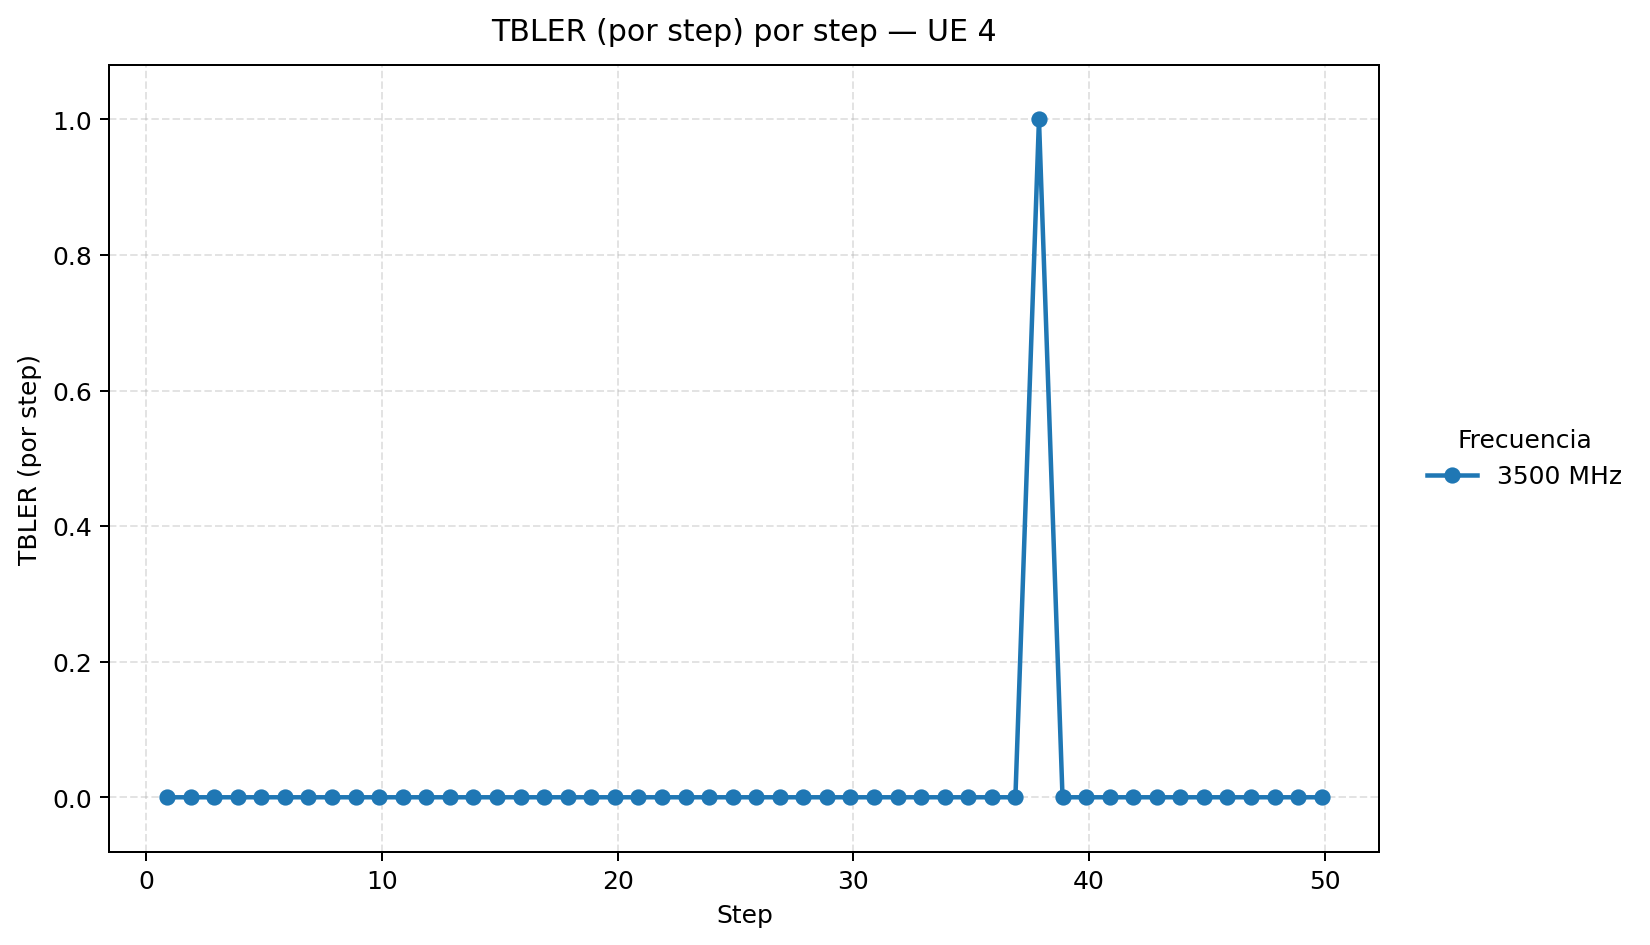 TBLER (por step) por step — UE 4
TBLER (por step)
1.0
0.8
0.6
0.4
0.2
0.0
0 10 20 30 40 50
Step
Frecuencia
3500 MHz